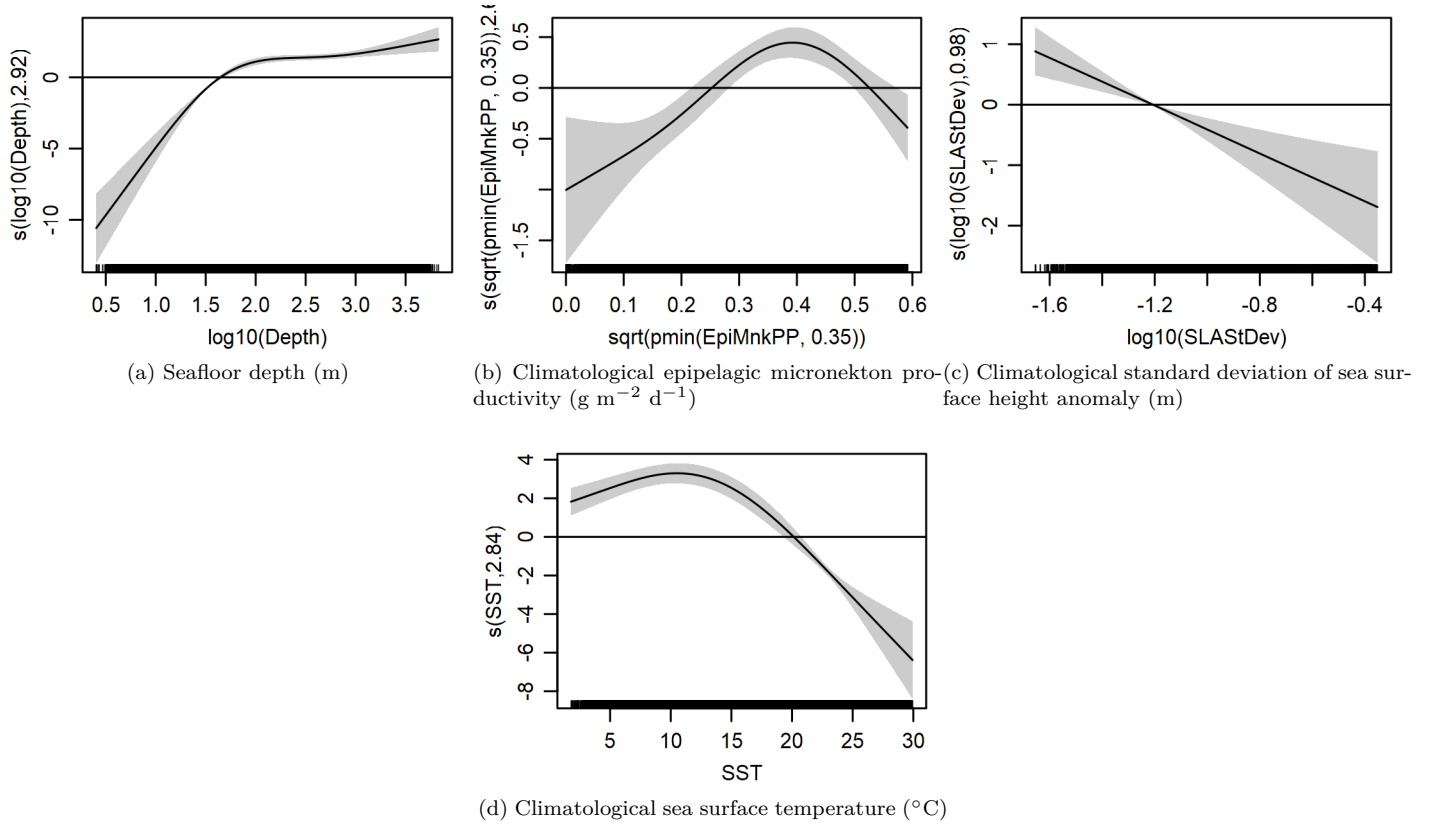 s(log10(Depth),2.92)
0
-5
-10
0.5 1.0 1.5 2.0 2.5 3.0 3.5
log10(Depth)
(a) Seafloor depth (m)
s(sqrt(pmin(EpiMnkPP, 0.35)),2.
0.5
0.0
-0.5
-1.5
0.0 0.1 0.2 0.3 0.4 0.5 0.6
sqrt(pmin(EpiMnkPP, 0.35))
(b) Climatological epipelagic micronekton pro-
ductivity (g m⁻² d⁻¹)
s(log10(SLAStDev),0.98)
1
0
-1
-2
-1.6 -1.2 -0.8 -0.4
log10(SLAStDev)
(c) Climatological standard deviation of sea sur-
face height anomaly (m)
s(SST,2.84)
4
2
0
-2
-4
-6
-8
5 10 15 20 25 30
SST
(d) Climatological sea surface temperature (°C)